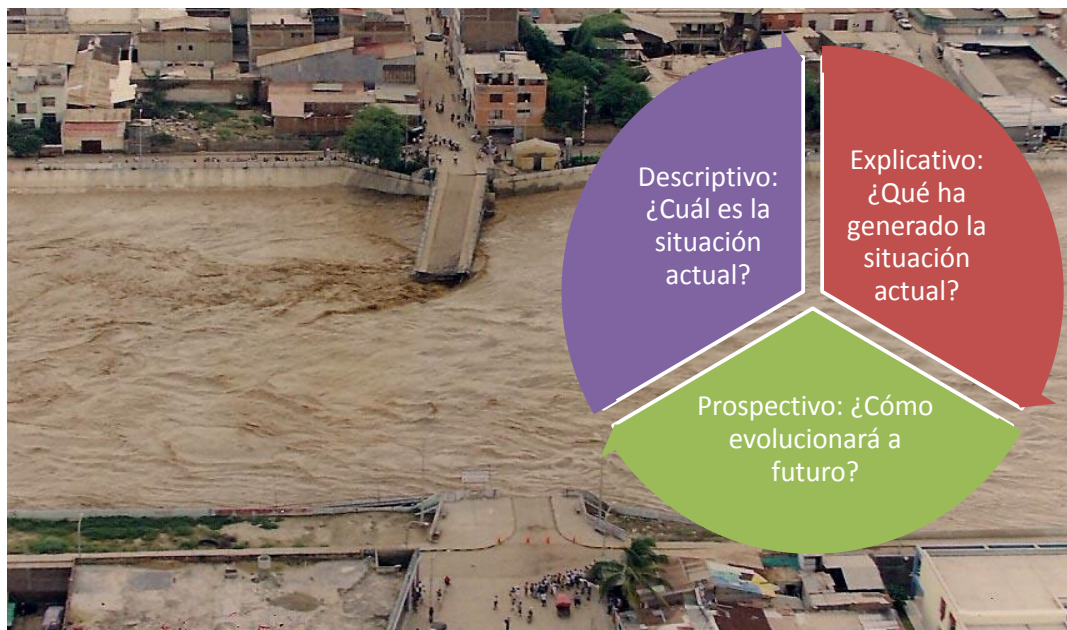 Descriptivo:
¿Cuál es la
situación
actual?
Explicativo:
¿Qué ha
generado la
situación
actual?
Prospectivo: ¿Cómo
evolucionará a
futuro?